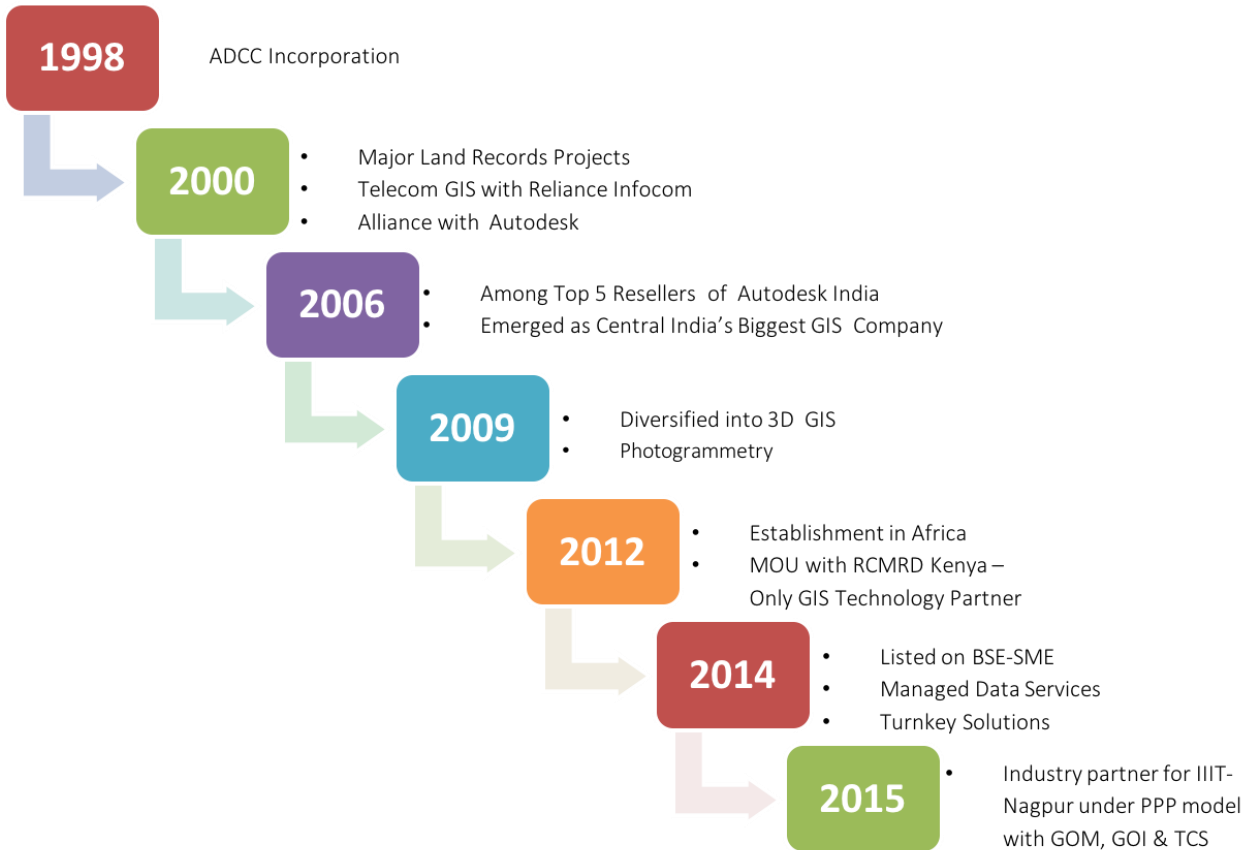 1998
ADCC Incorporation
2000
• Major Land Records Projects
• Telecom GIS with Reliance Infocom
• Alliance with Autodesk
2006
• Among Top 5 Resellers of Autodesk India
• Emerged as Central India’s Biggest GIS Company
2009
• Diversified into 3D GIS
• Photogrammetry
2012
• Establishment in Africa
• MOU with RCMRD Kenya –
Only GIS Technology Partner
2014
• Listed on BSE-SME
• Managed Data Services
• Turnkey Solutions
2015
• Industry partner for IIIT-
Nagpur under PPP model
with GOM, GOI & TCS